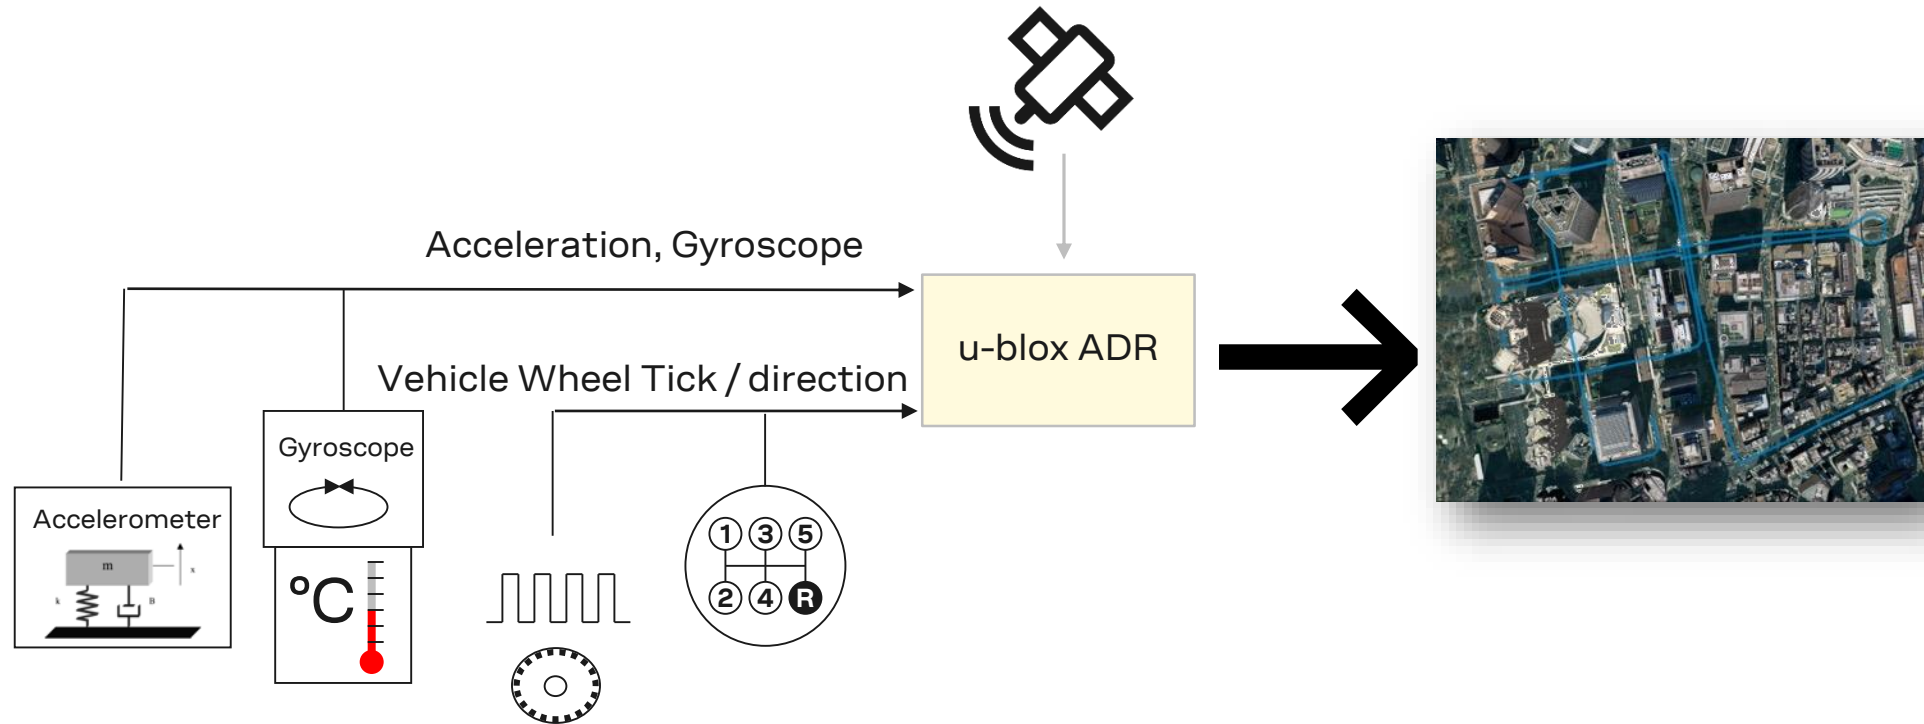 Acceleration, Gyroscope
u-blox ADR
Vehicle Wheel Tick / direction
Gyroscope
Accelerometer
m
x
k
B
°C
1 3 5
2 4 R